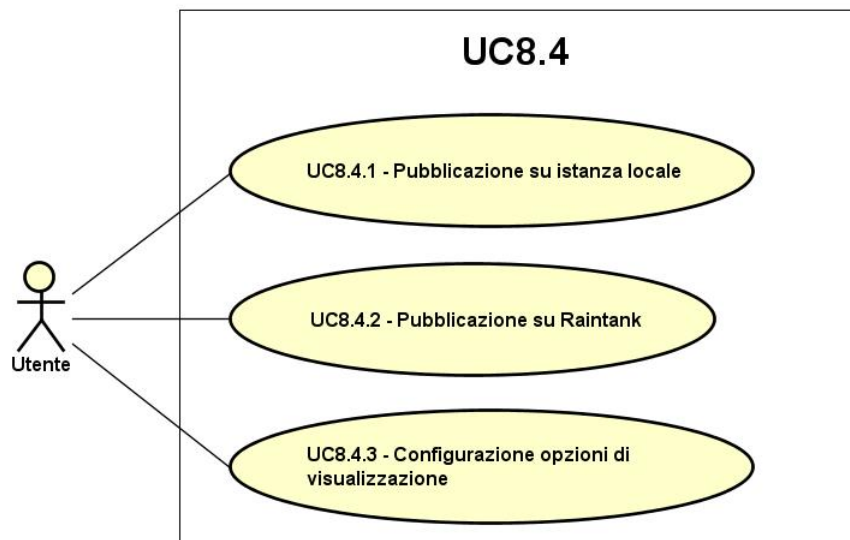 UC8.4
UC8.4.1 - Pubblicazione su istanza locale
UC8.4.2 - Pubblicazione su Raintank
Utente
UC8.4.3 - Configurazione opzioni di
visualizzazione